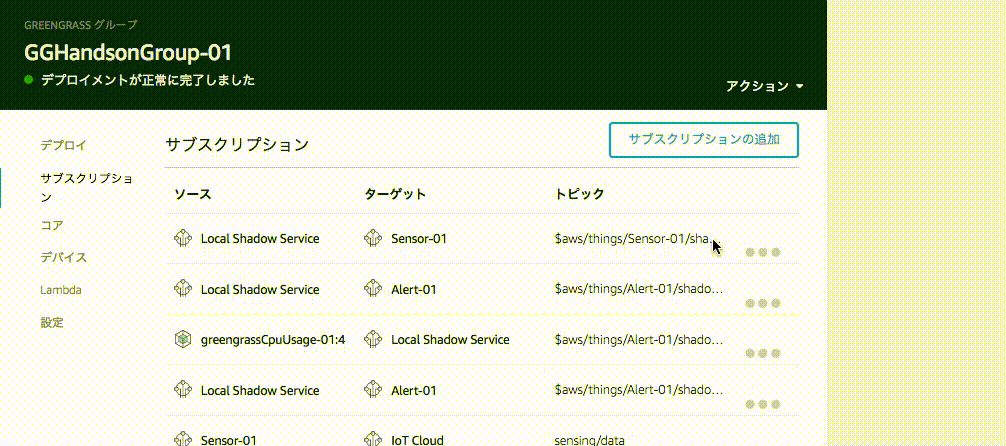 GREENGRASS グループ
GGHandsonGroup-01
デプロイメントが正常に完了しました
アクション
デプロイ
サブスクリプショ
ン
コア
デバイス
Lambda
設定
サブスクリプション
サブスクリプションの追加
ソース ターゲット トピック
Local Shadow Service Sensor-01 $aws/things/Sensor-01/sha...
Local Shadow Service Alert-01 $aws/things/Alert-01/shado...
greengrassCpuUsage-01:4 Local Shadow Service $aws/things/Alert-01/shado...
Local Shadow Service Alert-01 $aws/things/Alert-01/shado...
Sensor-01 IoT Cloud sensing/data